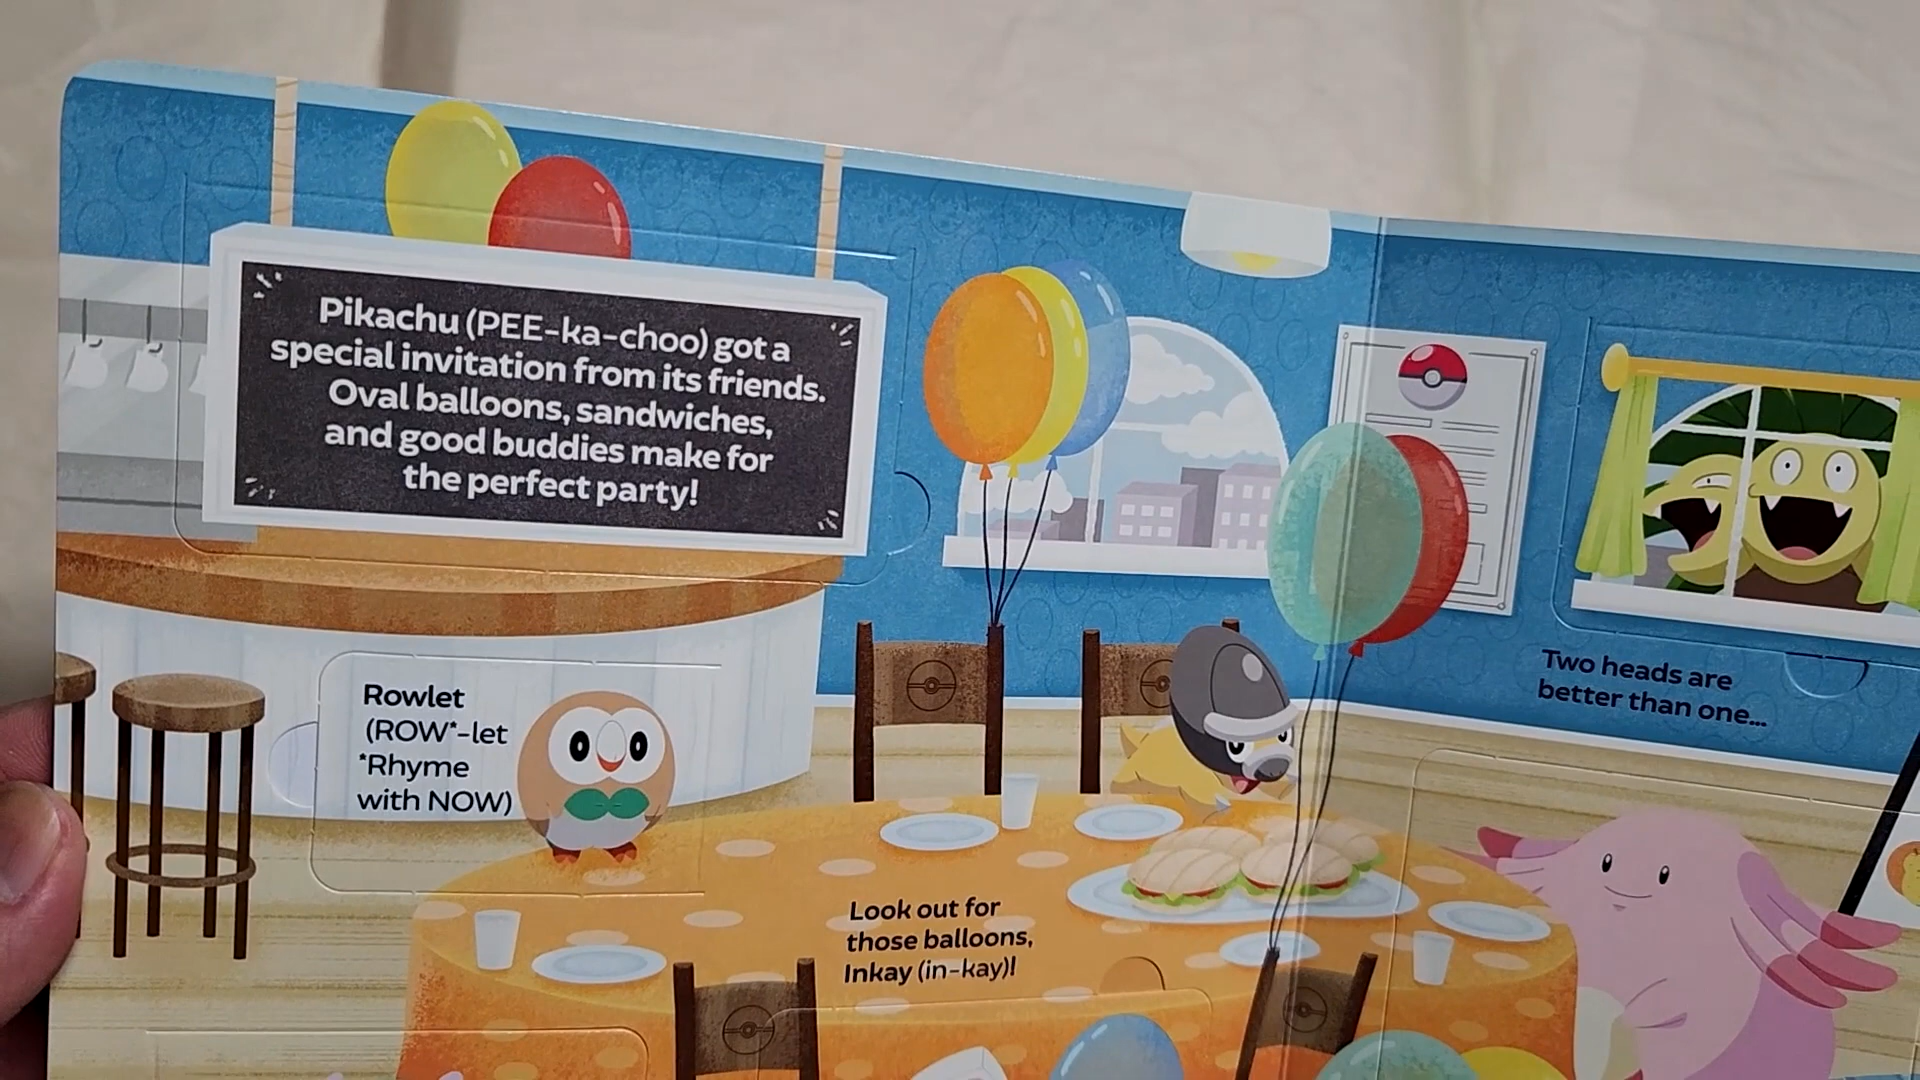 Pikachu (PEE-ka-choo) got a
special invitation from its friends.
Oval balloons, sandwiches,
and good buddies make for
the perfect party!
Two heads are
better than one...
Rowlet
(ROW*-let
*Rhyme
with NOW)
Look out for
those balloons,
Inkay (in-kay)!